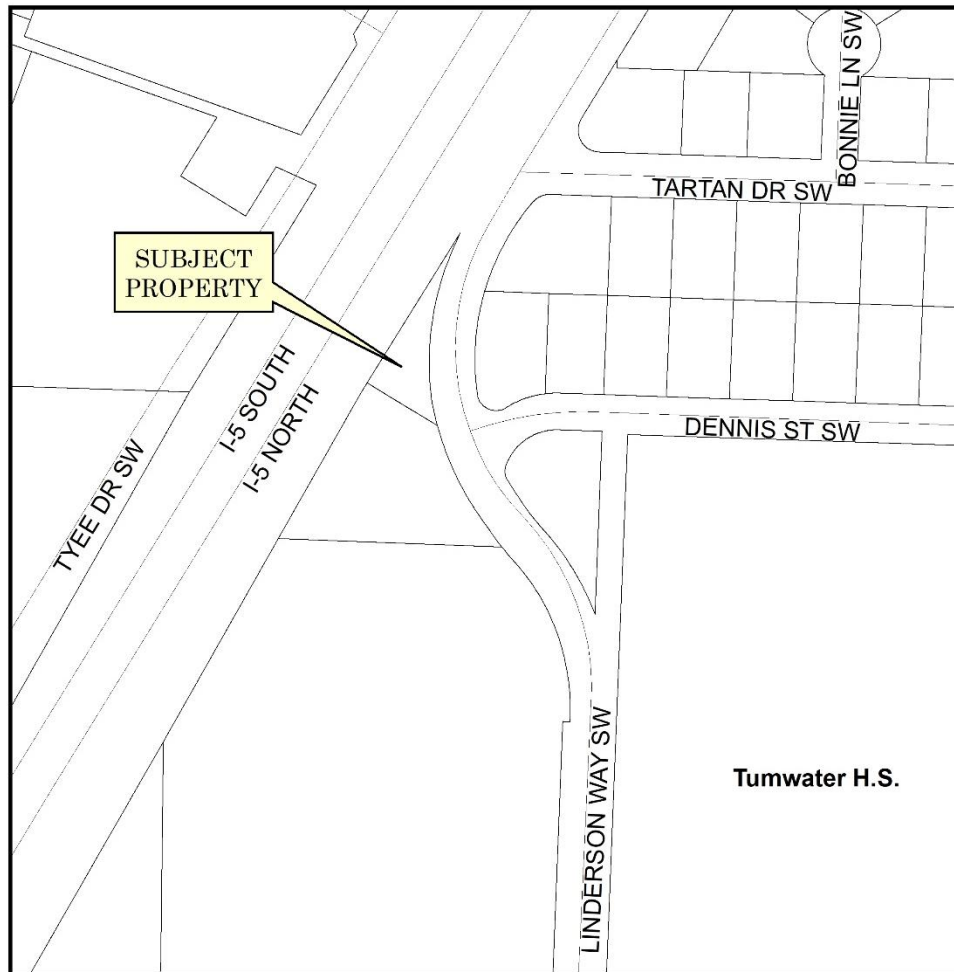 BONNIE LN SW
TARTAN DR SW
SUBJECT
PROPERTY
I-5 SOUTH
I-5 NORTH
TYEE DR SW
DENNIS ST SW
LINDERSON WAY SW
Tumwater H.S.